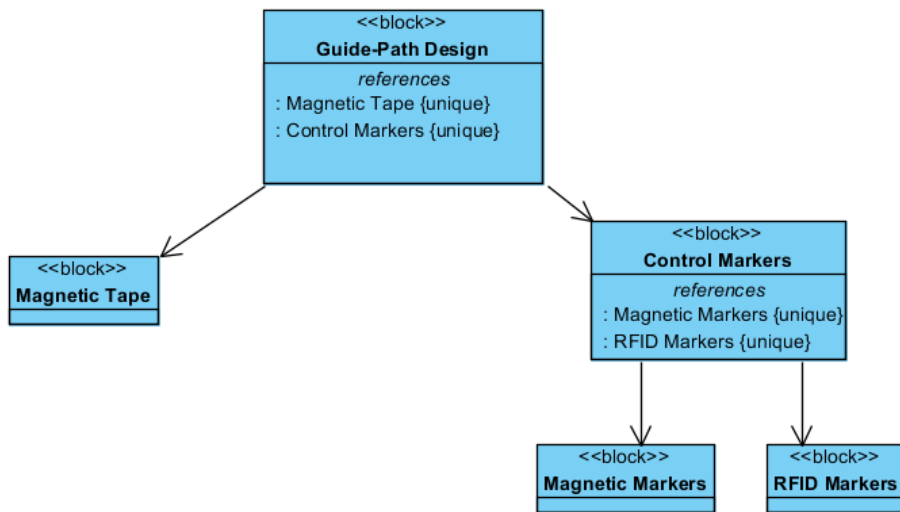 <<block>>
Guide-Path Design
references
: Magnetic Tape {unique}
: Control Markers {unique}
<<block>>
Magnetic Tape
<<block>>
Control Markers
references
: Magnetic Markers {unique}
: RFID Markers {unique}
<<block>>
Magnetic Markers
<<block>>
RFID Markers